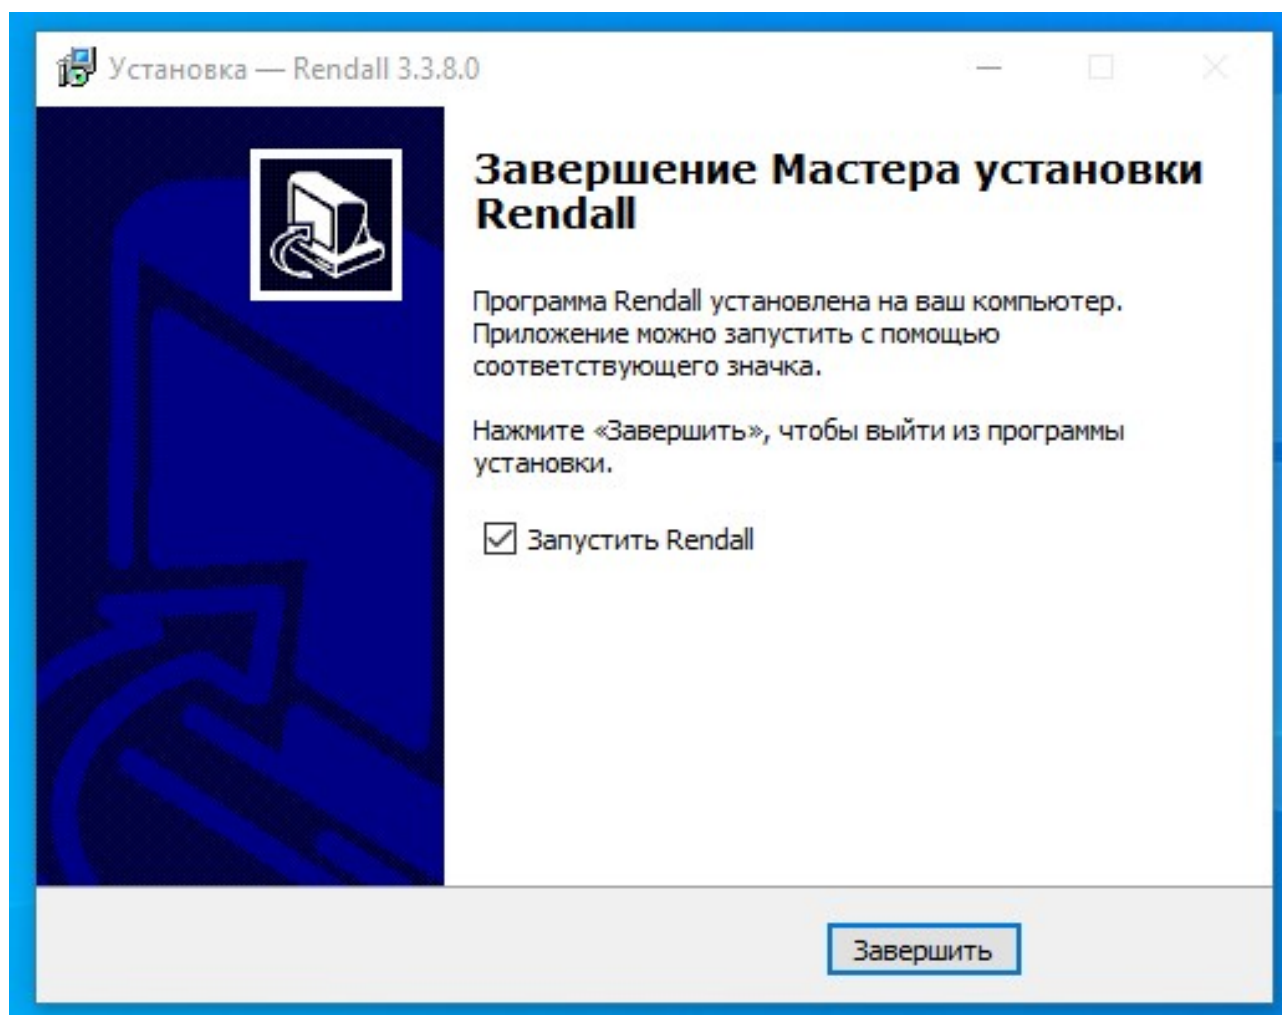 Установка — Rendall 3.3.8.0
Завершение Мастера установки
Rendall
Программа Rendall установлена на ваш компьютер.
Приложение можно запустить с помощью
соответствующего значка.
Нажмите «Завершить», чтобы выйти из программы
установки.
Запустить Rendall
Завершить